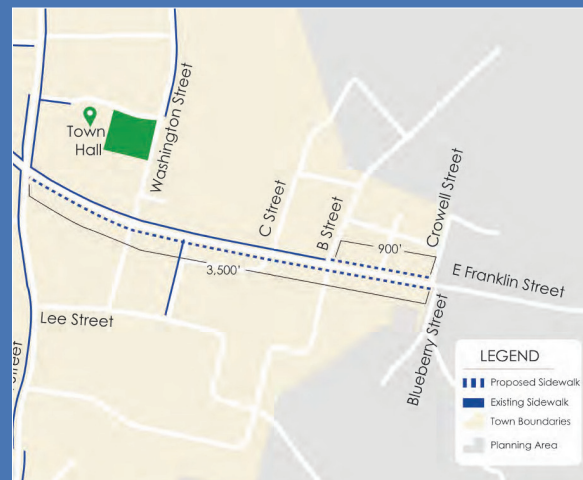 Town
Hall
Washington Street
C Street
B Street
Crowell Street
900'
3,500'
E Franklin Street
Lee Street
Blueberry Street
LEGEND
Proposed Sidewalk
Existing Sidewalk
Town Boundaries
Planning Area